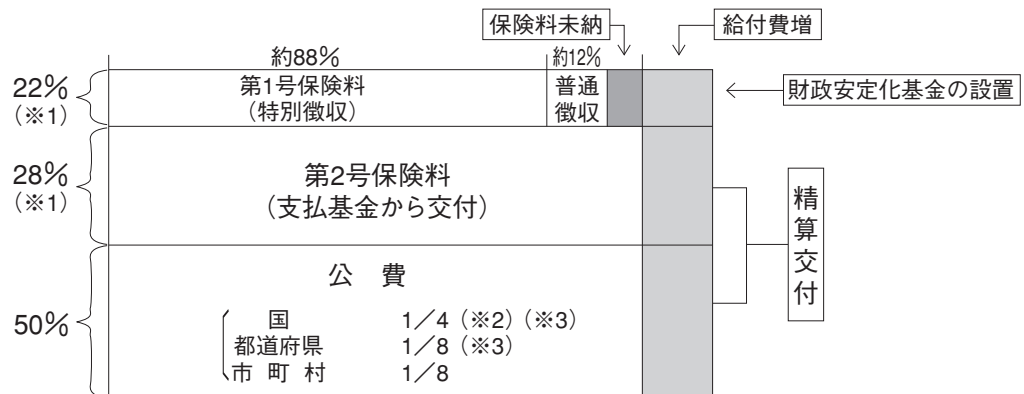 保険料未納
給付費増
約88％
約12％
22％
（※1）
第1号保険料
（特別徴収）
普通
徴収
財政安定化基金の設置
28％
（※1）
第2号保険料
（支払基金から交付）
精算交付
50％
公　費
国　1／4（※2）（※3）
都道府県　1／8（※3）
市町村　1／8